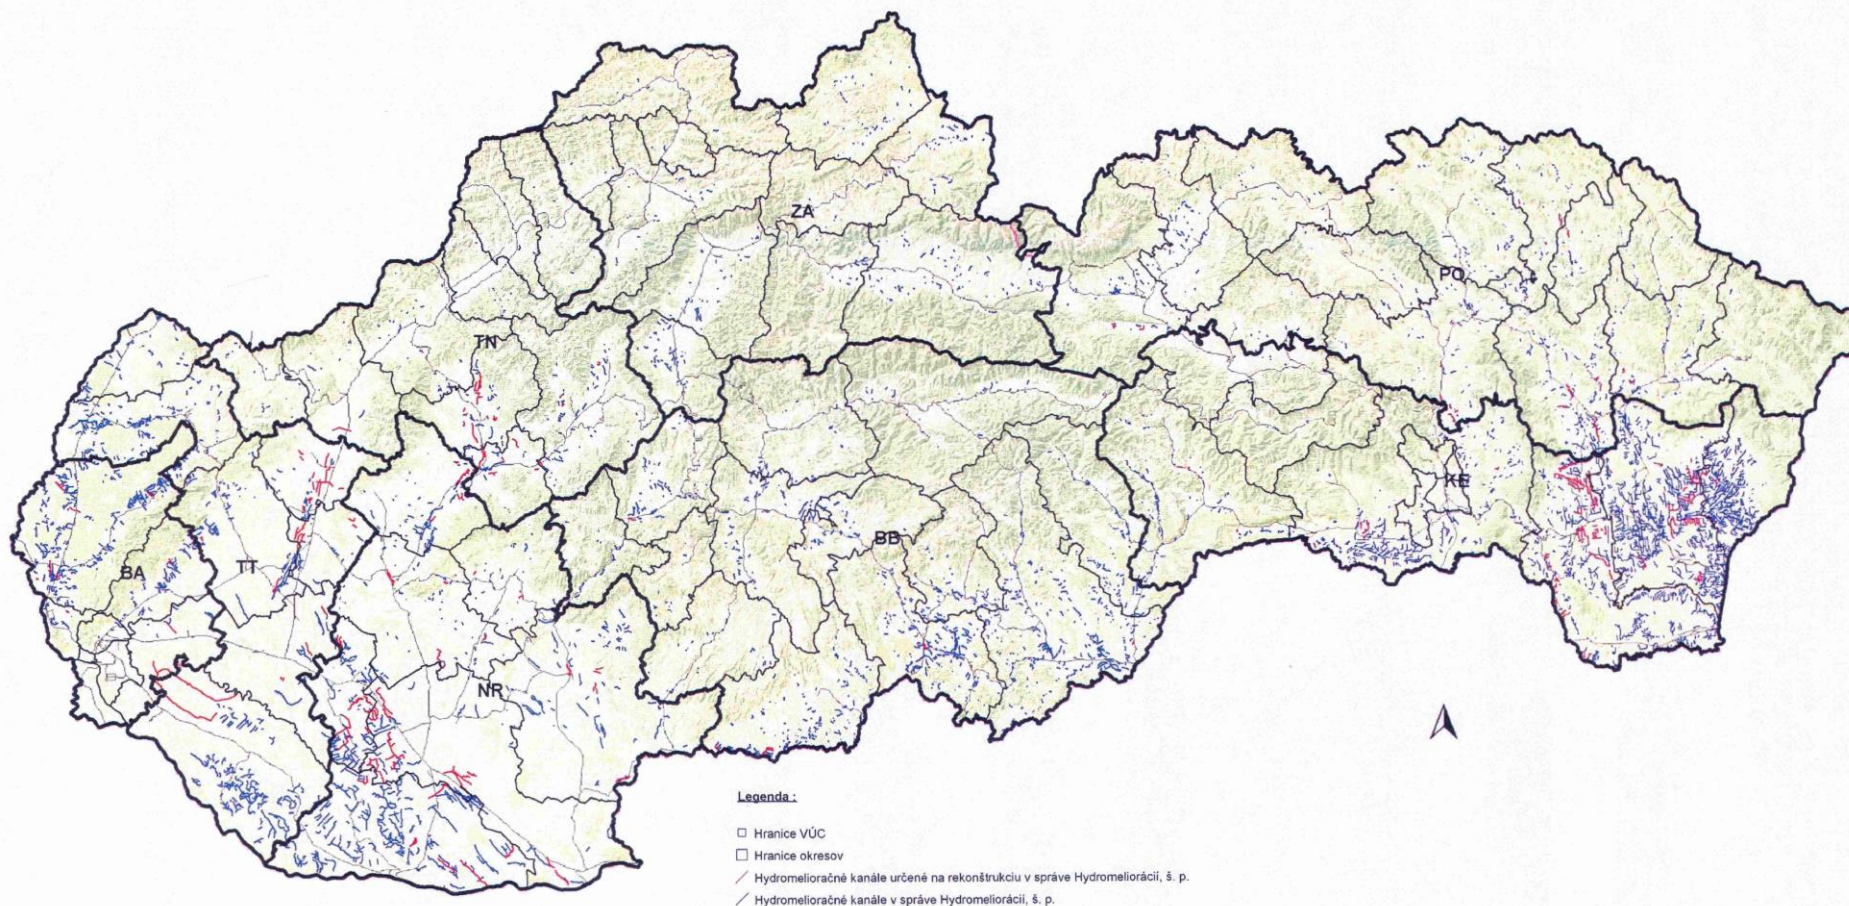 ZA
PO
TN
KE
BB
BA
TT
NR
Legenda :
Hranice VÚC
Hranice okresov
Hydromelioračné kanále určené na rekonštrukciu v správe Hydromeliorácií, š. p.
Hydromelioračné kanále v správe Hydromeliorácií, š. p.